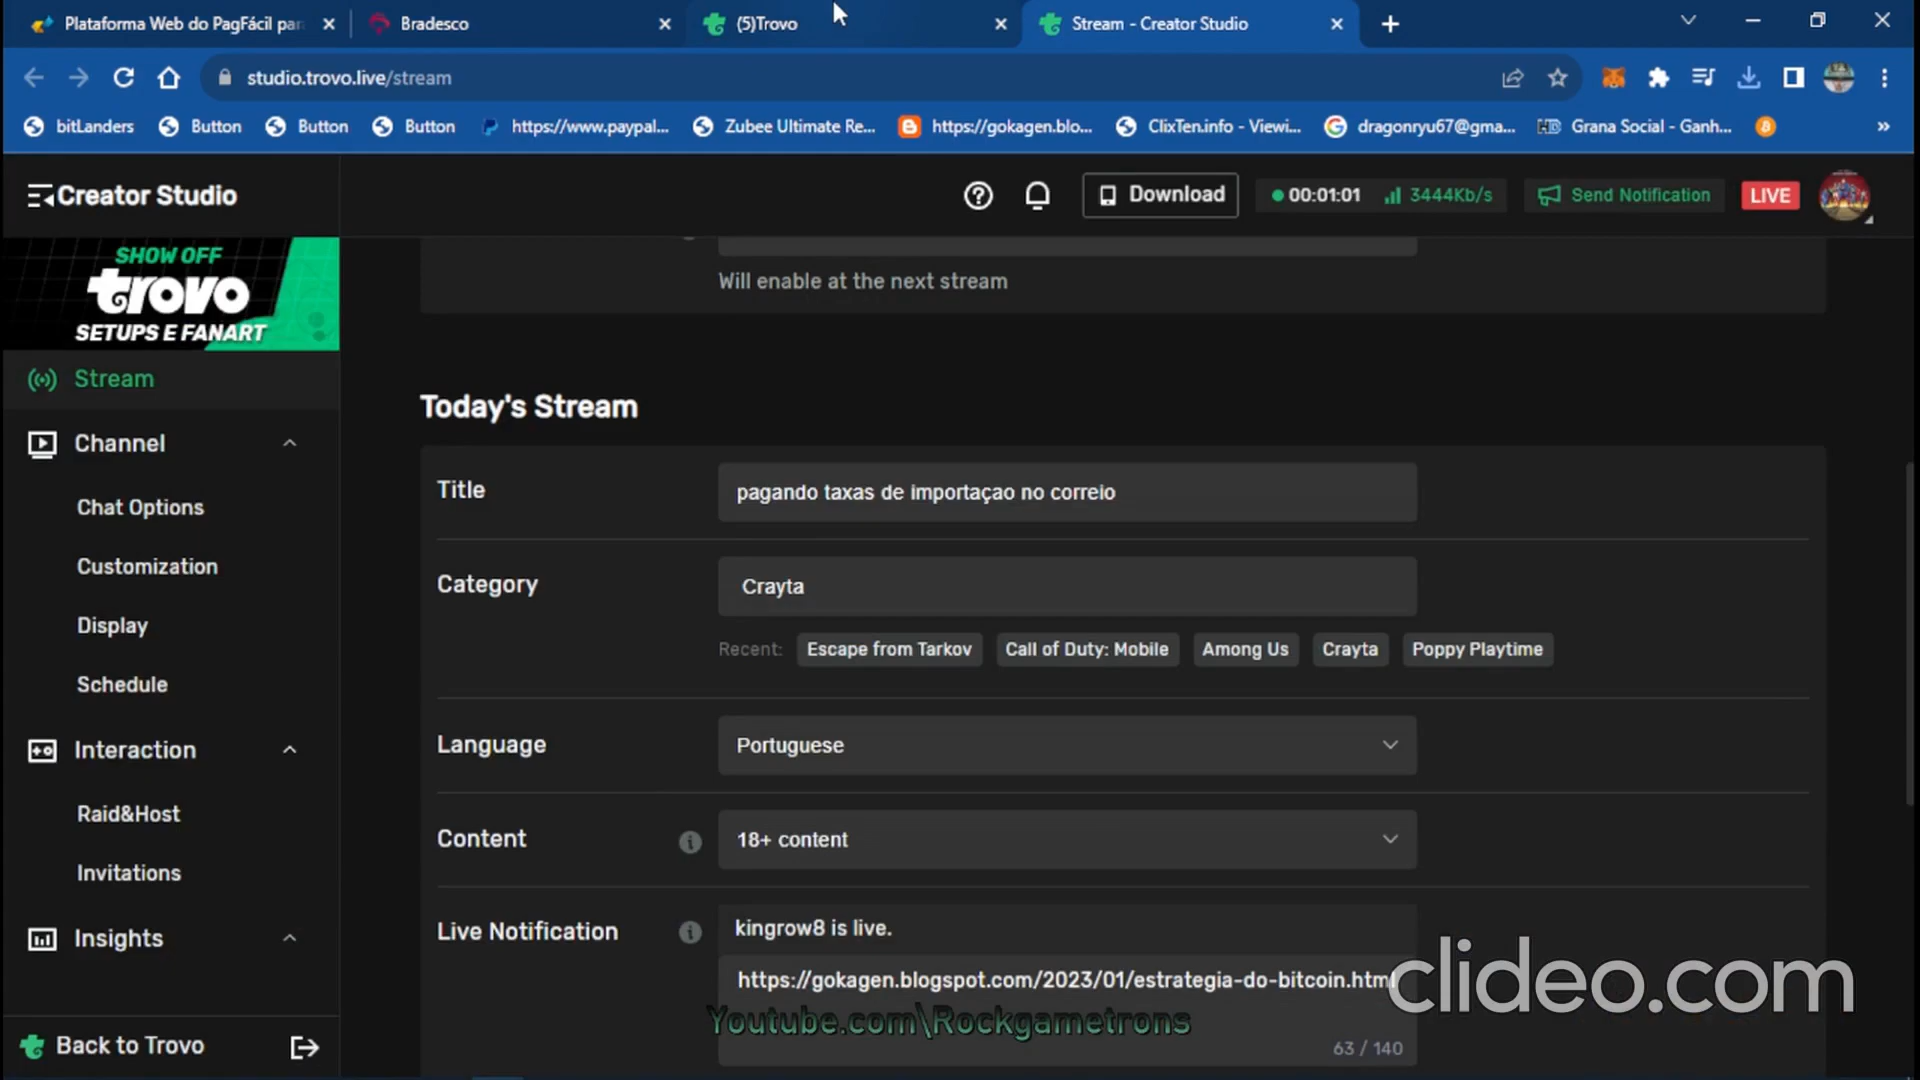 Plataforma Web do PagFácil par
Bradesco
(5)Trovo
Stream - Creator Studio
studio.trovo.live/stream
bitLanders
Button
Button
Button
https://www.paypal...
Zubee Ultimate Re...
https://gokagen.blo...
ClixTen.info - Viewi...
dragonryu67@gma...
Grana Social - Ganh...
Creator Studio
Download
00:01:01
3444Kb/s
Send Notification
LIVE
SHOW OFF
trovo
SETUPS E FANART
Stream
Channel
Chat Options
Customization
Display
Schedule
Interaction
Raid&Host
Invitations
Insights
Back to Trovo
Will enable at the next stream
Today's Stream
Title
pagando taxas de importaçao no correio
Category
Crayta
Recent:
Escape from Tarkov
Call of Duty: Mobile
Among Us
Crayta
Poppy Playtime
Language
Portuguese
Content
18+ content
Live Notification
kingrow8 is live.
https://gokagen.blogspot.com/2023/01/estrategia-do-bitcoin.html
63 / 140
Youtube.com\Rockgametrons
clideo.com